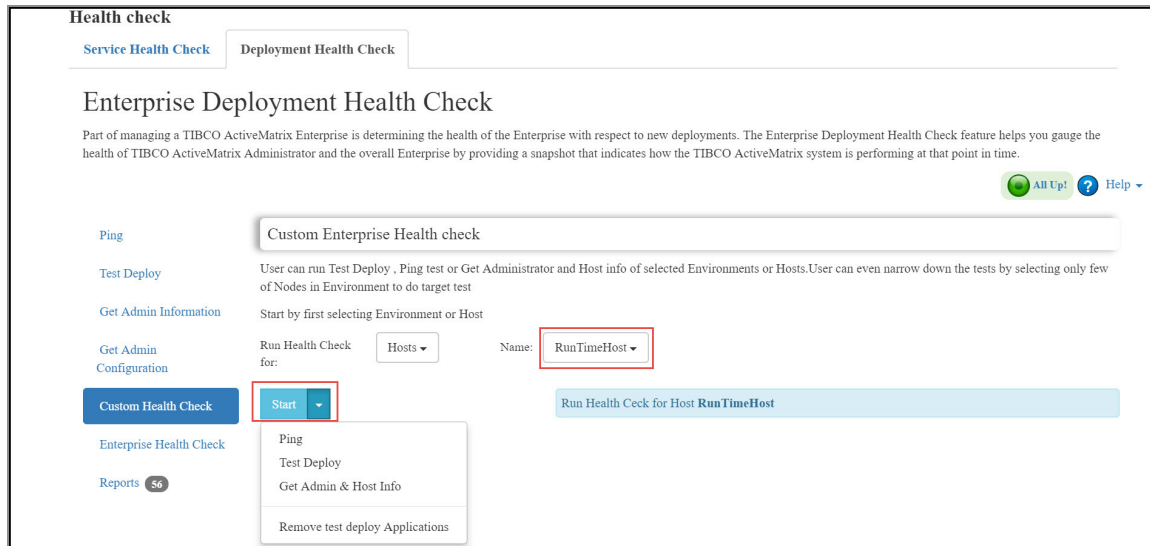 Health check
Service Health Check
Deployment Health Check
Enterprise Deployment Health Check
Part of managing a TIBCO ActiveMatrix Enterprise is determining the health of the Enterprise with respect to new deployments. The Enterprise Deployment Health Check feature helps you gauge the
health of TIBCO ActiveMatrix Administrator and the overall Enterprise by providing a snapshot that indicates how the TIBCO ActiveMatrix system is performing at that point in time.
All Up! ? Help
Ping
Test Deploy
Get Admin Information
Get Admin
Configuration
Custom Health Check
Enterprise Health Check
Reports 56
Custom Enterprise Health check
User can run Test Deploy , Ping test or Get Administrator and Host info of selected Environments or Hosts.User can even narrow down the tests by selecting only few
of Nodes in Environment to do target test
Start by first selecting Environment or Host
Run Health Check
for:
Hosts
Name:
RunTimeHost
Start
Run Health Ceck for Host RunTimeHost
Ping
Test Deploy
Get Admin & Host Info
Remove test deploy Applications